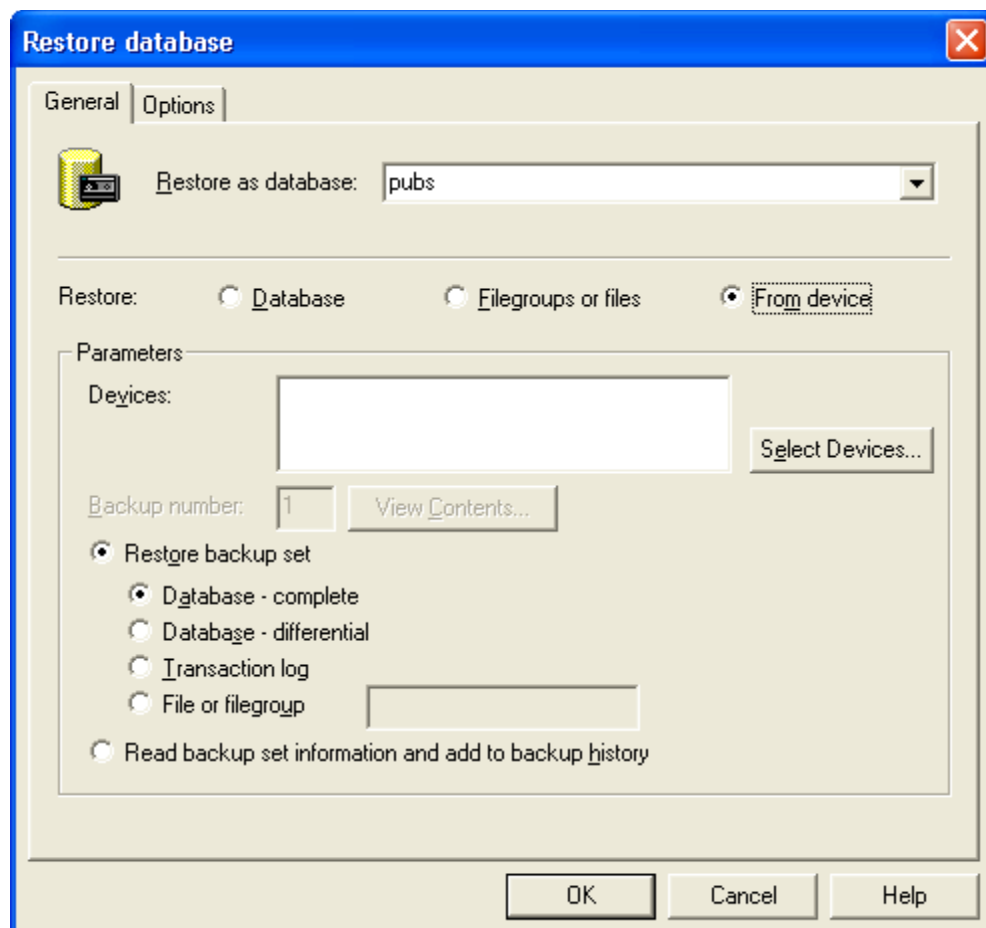 Restore database
General Options
Restore as database: pubs
Restore: Database Filegroups or files From device
Parameters
Devices:
Select Devices...
Backup number: 1 View Contents...
Restore backup set
Database - complete
Database - differential
Transaction log
File or filegroup
Read backup set information and add to backup history
OK Cancel Help